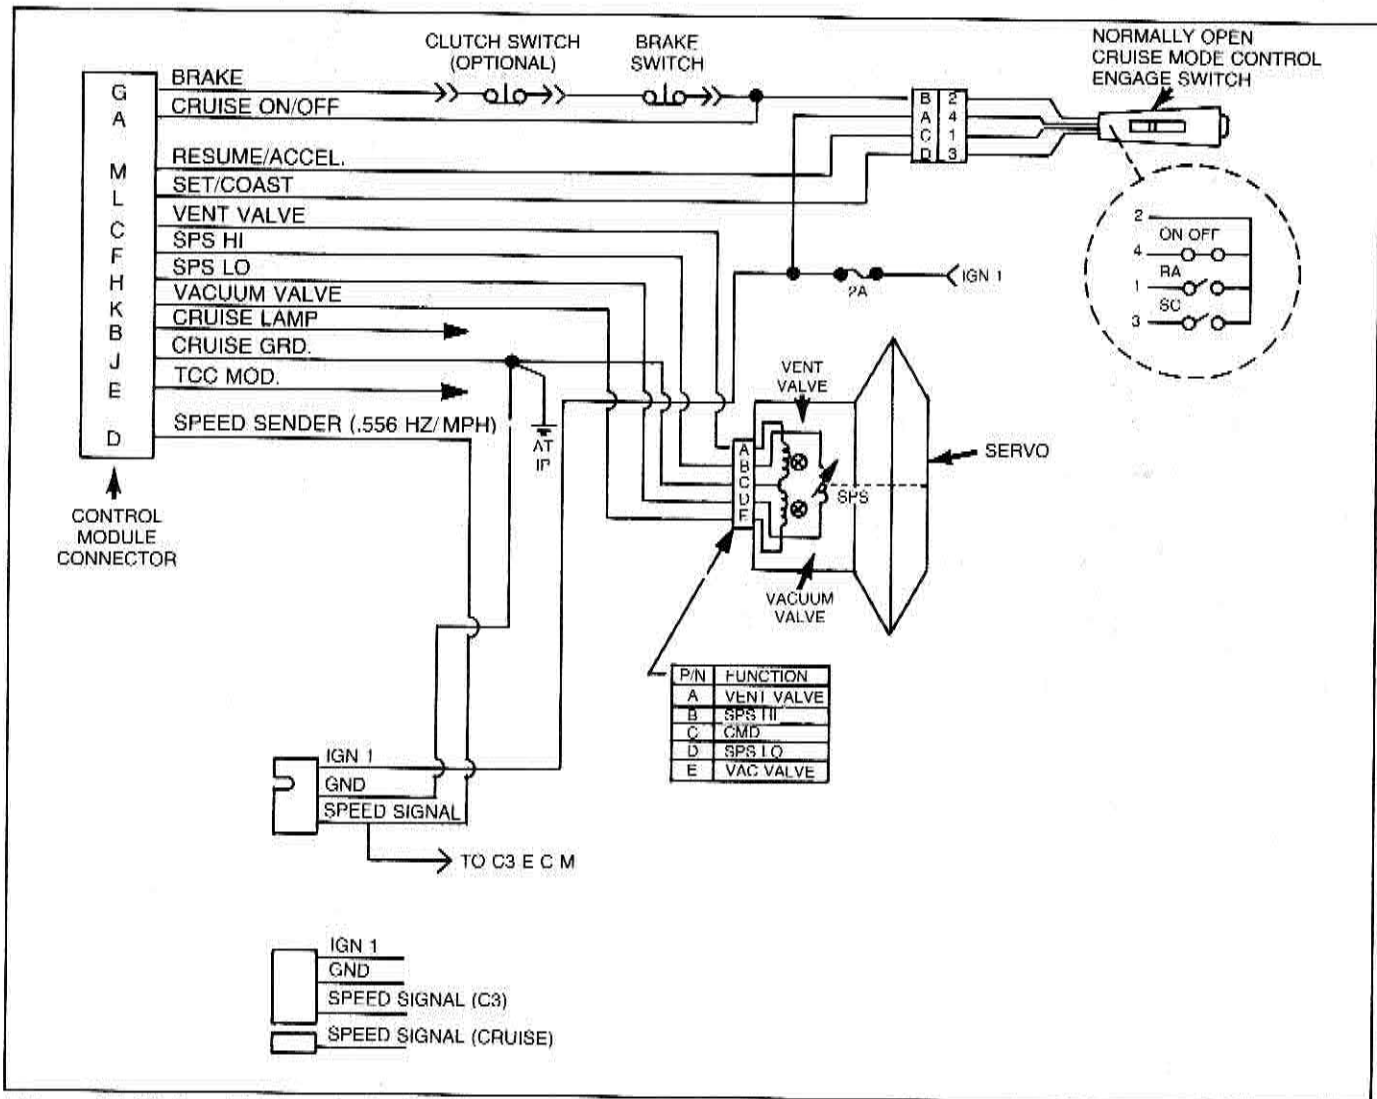 CLUTCH SWITCH
(OPTIONAL)
BRAKE
SWITCH
NORMALLY OPEN
CRUISE MODE CONTROL
ENGAGE SWITCH
G BRAKE
A CRUISE ON/OFF
M RESUME/ACCEL.
L SET/COAST
C VENT VALVE
F SPS HI
H SPS LO
K VACUUM VALVE
B CRUISE LAMP
J CRUISE GRD.
E TCC MOD.
D SPEED SENDER (.556 HZ/MPH)
CONTROL
MODULE
CONNECTOR
B 2
A 4
C 1
D 3
2
ON OFF
4
RA
1
SC
3
2A
IGN 1
AT
IP
VENT
VALVE
A
B
C
D
E
SPS
SERVO
VACUUM
VALVE
P/N FUNCTION
A VENT VALVE
B SPS HI
C CMD
D SPS LO
E VAC VALVE
IGN 1
GND
SPEED SIGNAL
TO C3 E C M
IGN 1
GND
SPEED SIGNAL (C3)
SPEED SIGNAL (CRUISE)